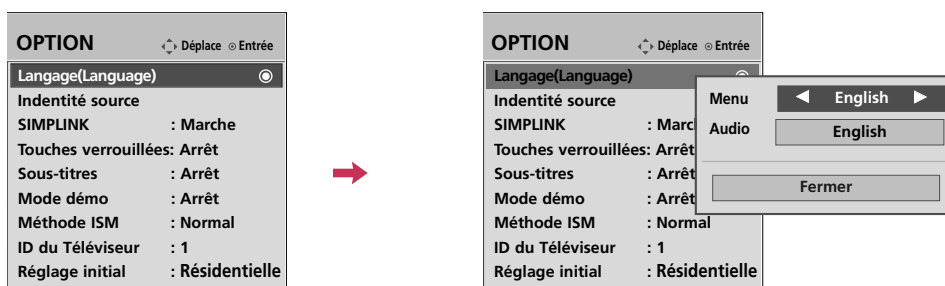 OPTION Déplace Entrée
Langage(Language)
Indentité source
SIMPLINK : Marche
Touches verrouillées: Arrêt
Sous-titres : Arrêt
Mode démo : Arrêt
Méthode ISM : Normal
ID du Téléviseur : 1
Réglage initial : Résidentielle
OPTION Déplace Entrée
Langage(Language)
Indentité source
SIMPLINK : Marc
Touches verrouillées: Arrêt
Sous-titres : Arrêt
Mode démo : Arrêt
Méthode ISM : Normal
ID du Téléviseur : 1
Réglage initial : Résidentielle
Menu ◀ English ▶
Audio English
Fermer